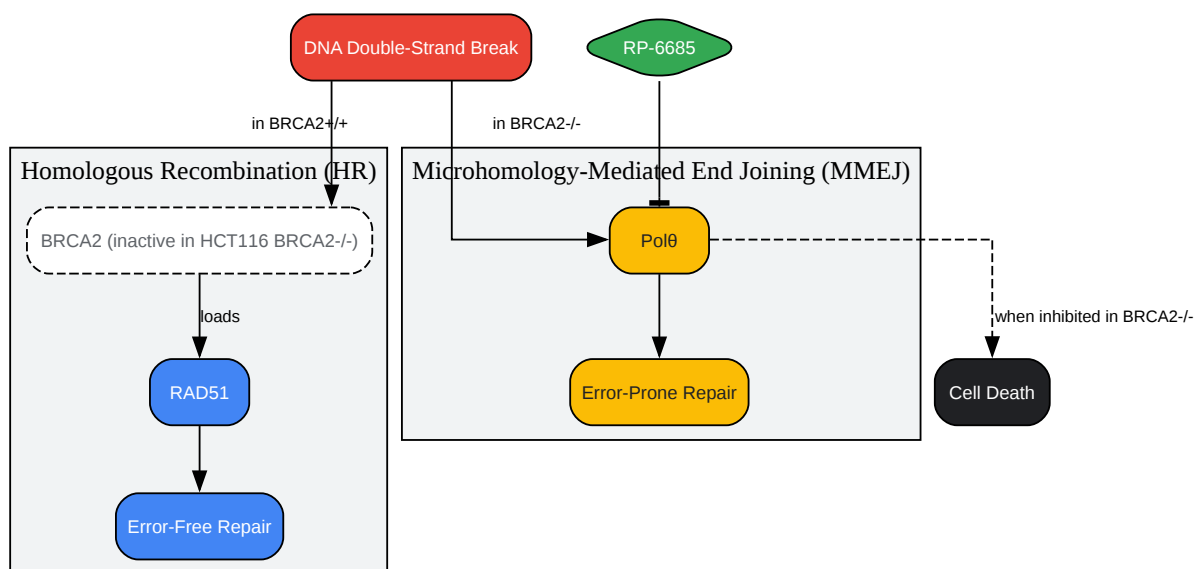 DNA Double-Strand Break
RP-6685
in BRCA2+/+
in BRCA2-/-
Homologous Recombination (HR)
Microhomology-Mediated End Joining (MMEJ)
BRCA2 (inactive in HCT116 BRCA2-/-)
Polθ
loads
when inhibited in BRCA2-/-
RAD51
Error-Prone Repair
Cell Death
Error-Free Repair